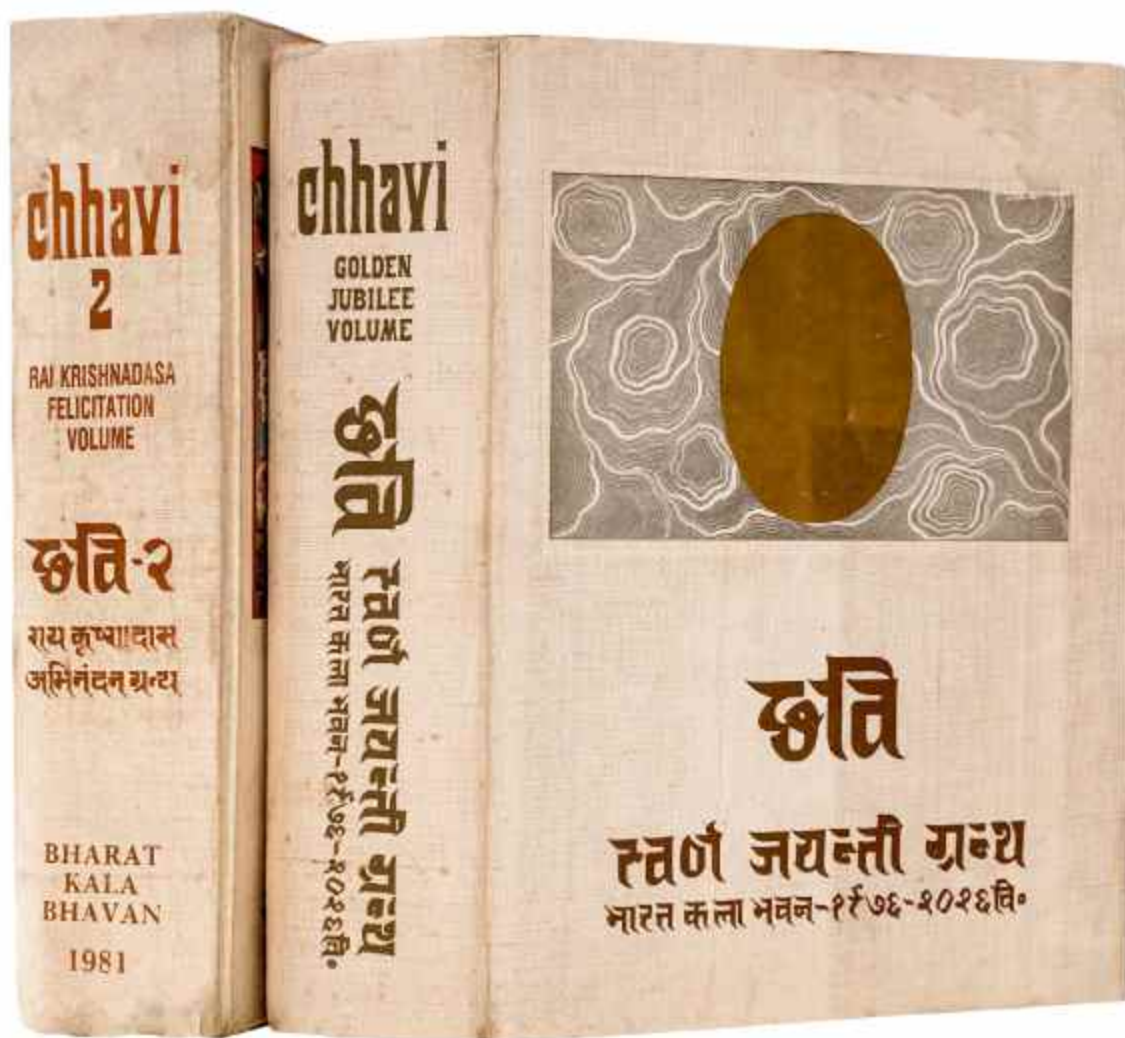 chhavi
2
RAI KRISHNADASA
FELICITATION
VOLUME
छवि-२
राय कृष्णदास
अभिनंदन ग्रन्थ
BHARAT
KALA
BHAVAN
1981
chhavi
GOLDEN
JUBILEE
VOLUME
छवि
स्वर्ण जयन्ती ग्रन्थ
भारत कला भवन-१९७६-२०२६वि॰
छवि
स्वर्ण जयन्ती ग्रन्थ
भारत कला भवन-१९७६-२०२६वि॰